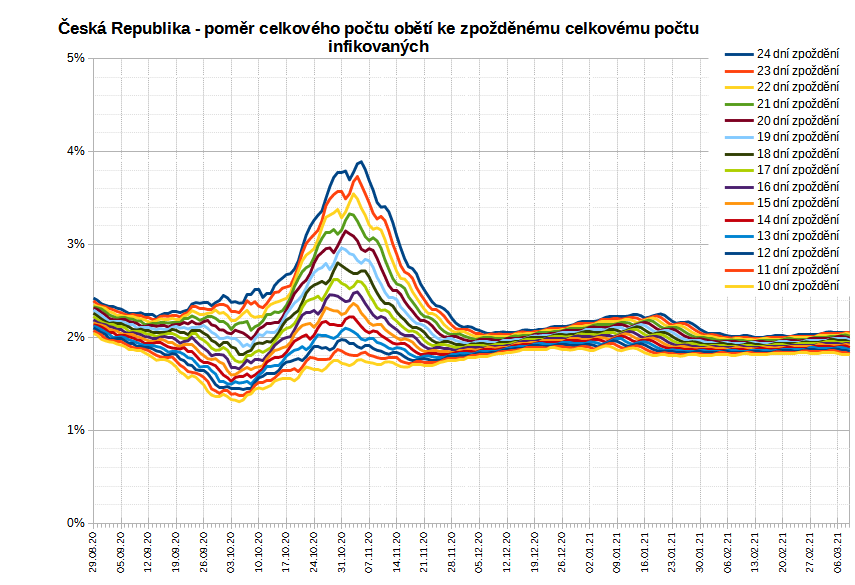 Česká Republika - poměr celkového počtu obětí ke zpožděnému celkovému počtu
infikovaných
5%
4%
3%
2%
1%
0%
24 dní zpoždění
23 dní zpoždění
22 dní zpoždění
21 dní zpoždění
20 dní zpoždění
19 dní zpoždění
18 dní zpoždění
17 dní zpoždění
16 dní zpoždění
15 dní zpoždění
14 dní zpoždění
13 dní zpoždění
12 dní zpoždění
11 dní zpoždění
10 dní zpoždění
29.08.20
05.09.20
12.09.20
19.09.20
26.09.20
03.10.20
10.10.20
17.10.20
24.10.20
31.10.20
07.11.20
14.11.20
21.11.20
28.11.20
05.12.20
12.12.20
19.12.20
26.12.20
02.01.21
09.01.21
16.01.21
23.01.21
30.01.21
06.02.21
13.02.21
20.02.21
27.02.21
06.03.21